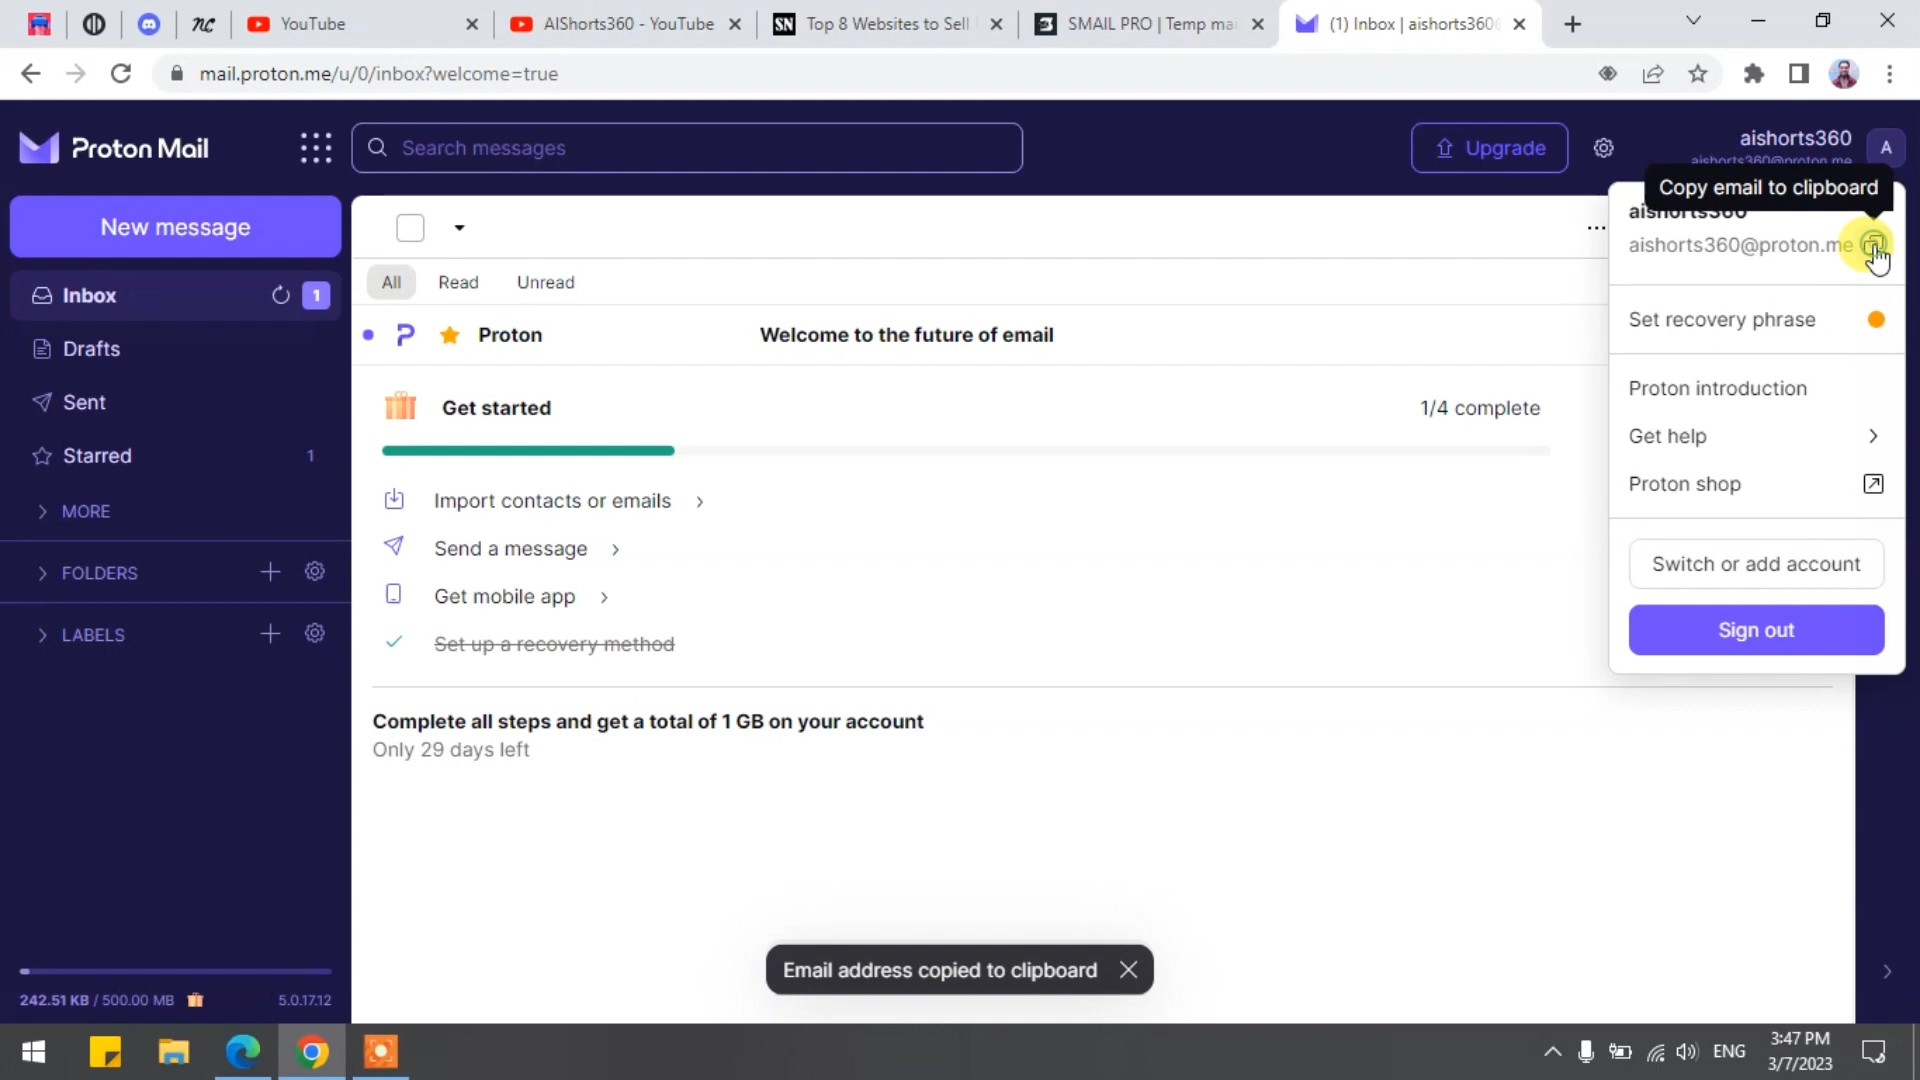 YouTube
AIShorts360 - YouTube
Top 8 Websites to Sell
SMAIL PRO | Temp mai
(1) Inbox | aishorts360
mail.proton.me/u/0/inbox?welcome=true
Proton Mail
Search messages
Upgrade
aishorts360
aishorts360@proton.me
A
Copy email to clipboard
New message
aishorts360
aishorts360@proton.me
All
Read
Unread
Inbox
1
Drafts
Sent
Starred
1
MORE
FOLDERS
LABELS
Proton
Welcome to the future of email
Get started
1/4 complete
Import contacts or emails
Send a message
Get mobile app
Set up a recovery method
Complete all steps and get a total of 1 GB on your account
Only 29 days left
Set recovery phrase
Proton introduction
Get help
Proton shop
Switch or add account
Sign out
Email address copied to clipboard
242.51 KB / 500.00 MB
5.0.17.12
ENG
3:47 PM
3/7/2023